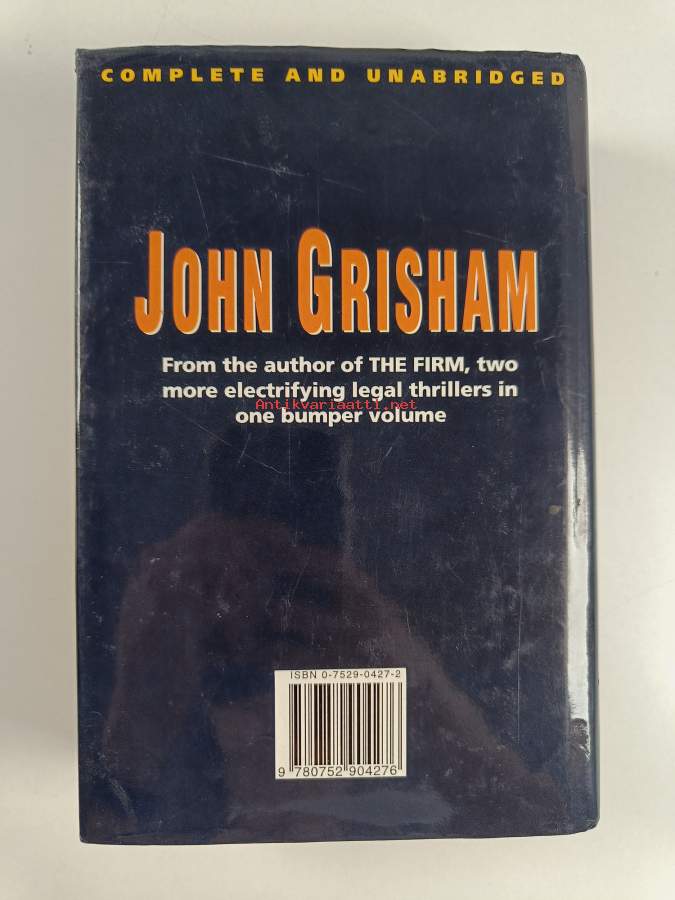 COMPLETE AND UNABRIDGED
JOHN GRISHAM
From the author of THE FIRM, two
more electrifying legal thrillers in
Antikvariaatti.net
one bumper volume
ISBN 0-7529-0427-2
9 780752 904276